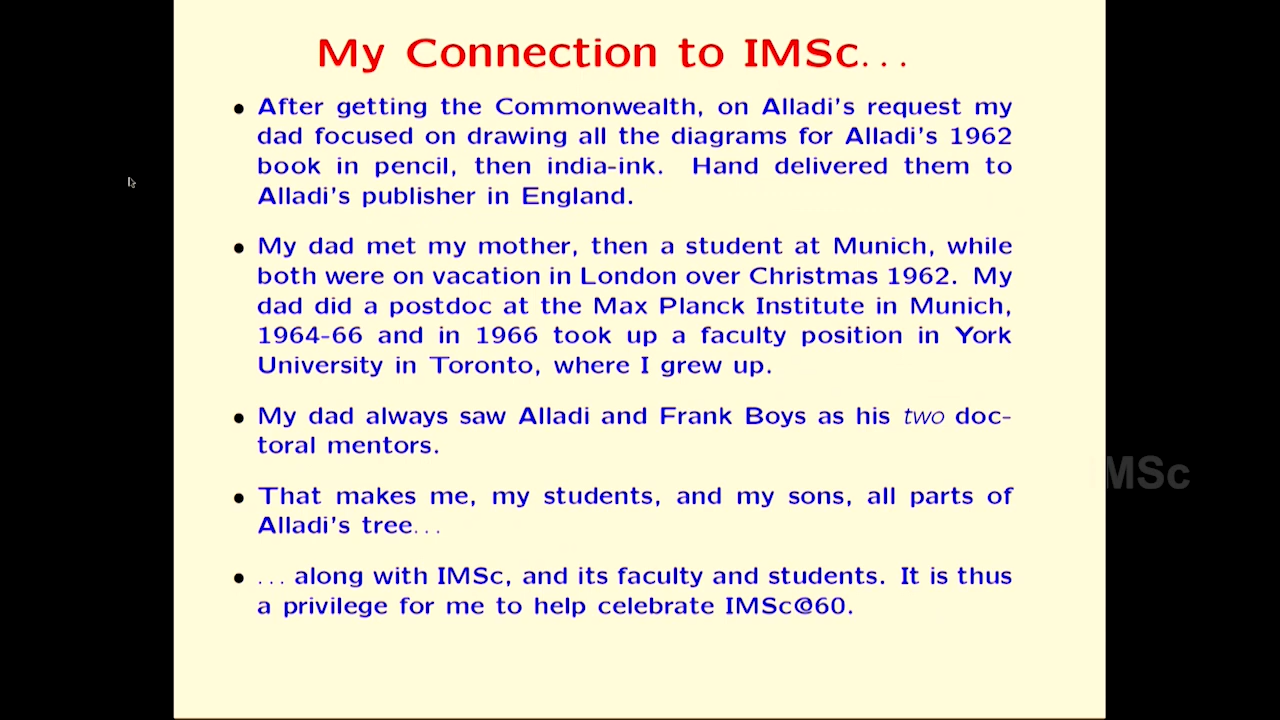 My Connection to IMSc...
• After getting the Commonwealth, on Alladi's request my
dad focused on drawing all the diagrams for Alladi's 1962
book in pencil, then india-ink. Hand delivered them to
Alladi's publisher in England.
• My dad met my mother, then a student at Munich, while
both were on vacation in London over Christmas 1962. My
dad did a postdoc at the Max Planck Institute in Munich,
1964-66 and in 1966 took up a faculty position in York
University in Toronto, where I grew up.
• My dad always saw Alladi and Frank Boys as his two doc-
toral mentors.
• That makes me, my students, and my sons, all parts of
Alladi's tree...
• ... along with IMSc, and its faculty and students. It is thus
a privilege for me to help celebrate IMSc@60.
IMSc